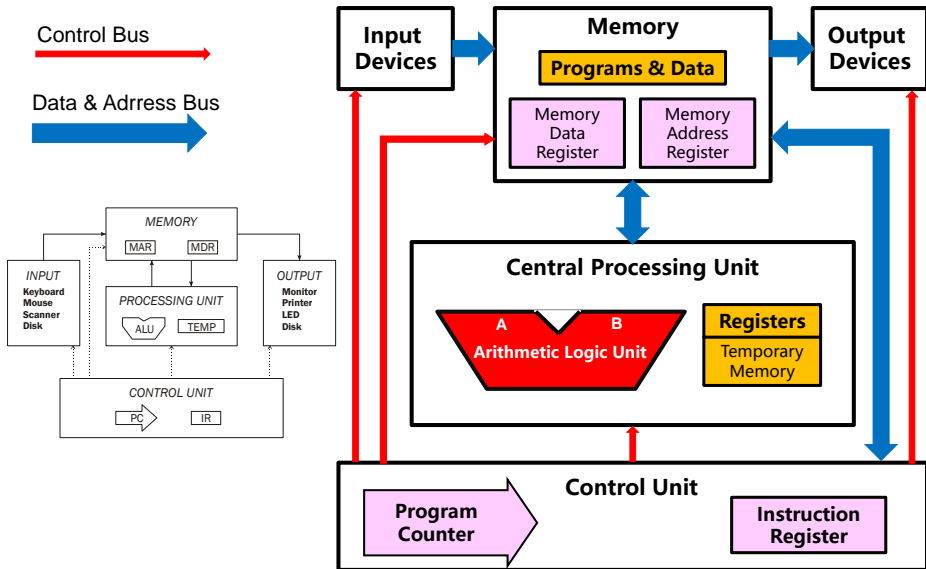 Control Bus
Data & Adrress Bus
MEMORY
MAR
MDR
INPUT
Keyboard
Mouse
Scanner
Disk
PROCESSING UNIT
ALU
TEMP
OUTPUT
Monitor
Printer
LED
Disk
CONTROL UNIT
PC
IR
Input
Devices
Memory
Programs & Data
Memory
Data
Register
Memory
Address
Register
Output
Devices
Central Processing Unit
A
B
Arithmetic Logic Unit
Registers
Temporary
Memory
Control Unit
Program
Counter
Instruction
Register